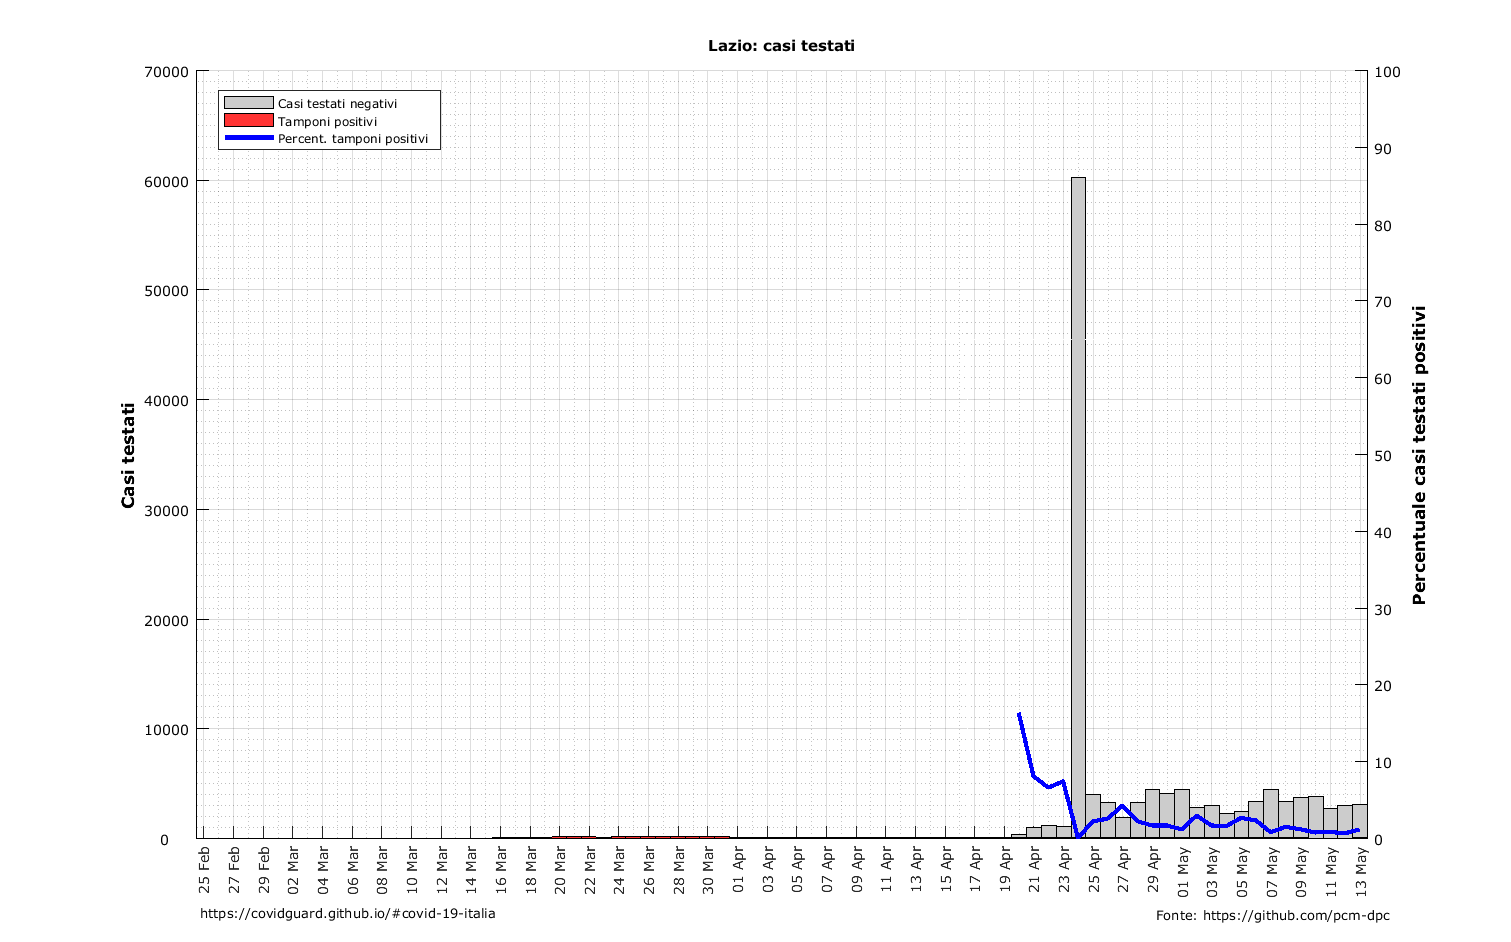 Lazio: casi testati
70000
60000
50000
40000
30000
20000
10000
0
Casi testati
Casi testati negativi
Tamponi positivi
Percent. tamponi positivi
100
90
80
70
60
50
40
30
20
10
0
Percentuale casi testati positivi
25 Feb
27 Feb
29 Feb
02 Mar
04 Mar
06 Mar
08 Mar
10 Mar
12 Mar
14 Mar
16 Mar
18 Mar
20 Mar
22 Mar
24 Mar
26 Mar
28 Mar
30 Mar
01 Apr
03 Apr
05 Apr
07 Apr
09 Apr
11 Apr
13 Apr
15 Apr
17 Apr
19 Apr
21 Apr
23 Apr
25 Apr
27 Apr
29 Apr
01 May
03 May
05 May
07 May
09 May
11 May
13 May
https://covidguard.github.io/#covid-19-italia
Fonte: https://github.com/pcm-dpc